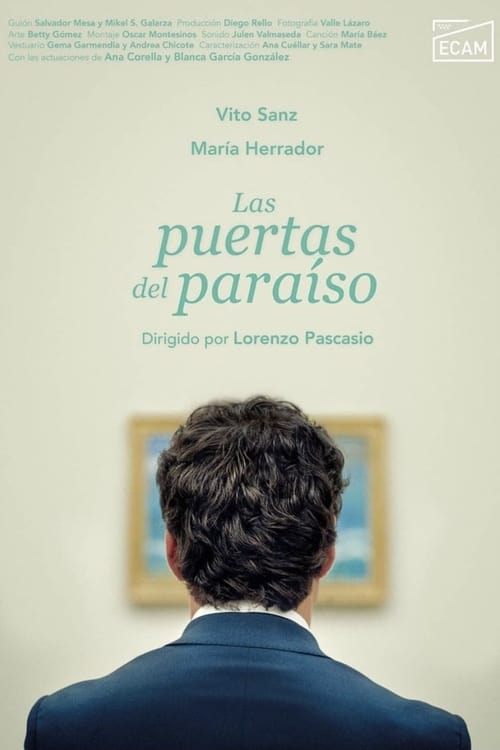 Guión Salvador Mesa y Mikel S. Galarza Producción Diego Rello Fotografía Valle Lázaro
Arte Betty Gómez Montaje Oscar Montesinos Sonido Julen Valmaseda Canción María Báez
Vestuario Gema Garmendia y Andrea Chicote Caracterización Ana Cuéllar y Sara Mate
Con las actuaciones de Ana Corella y Blanca García González
ECAM
Vito Sanz
María Herrador
Las
puertas
del paraíso
Dirigido por Lorenzo Pascasio